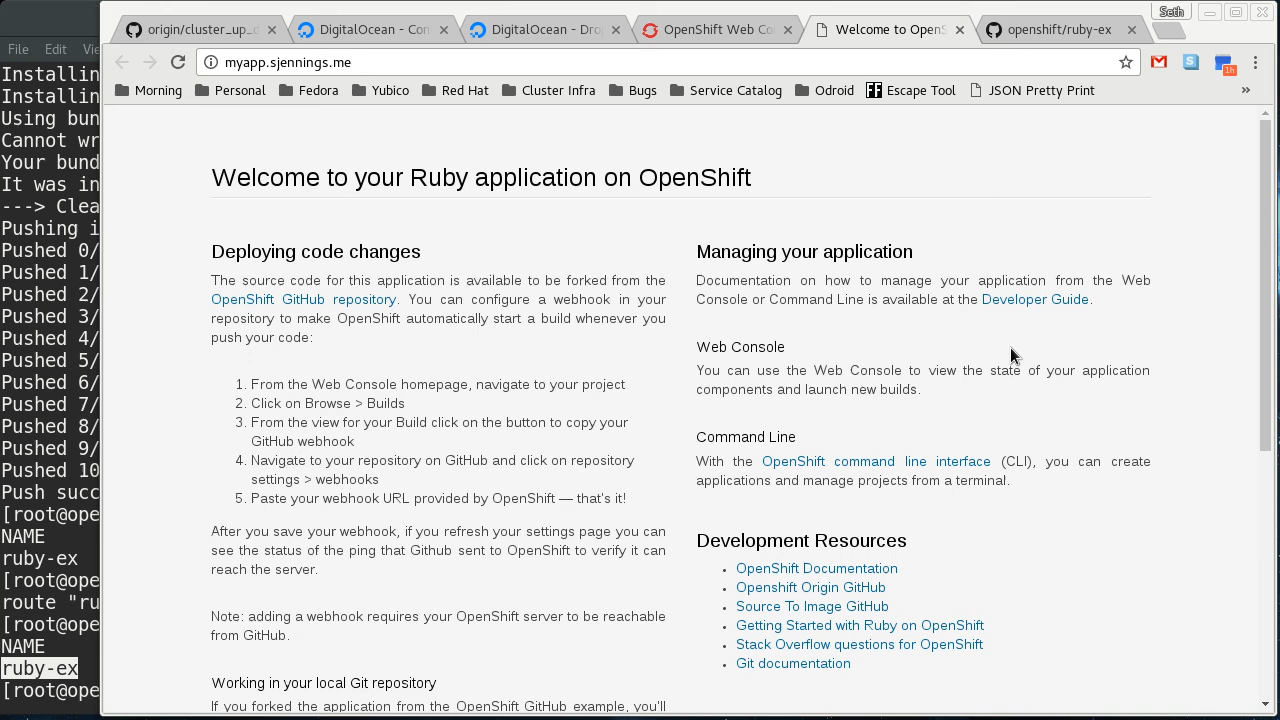 Seth
origin/cluster_up_d
DigitalOcean - Con
DigitalOcean - Dro
OpenShift Web Co
Welcome to OpenS
openshift/ruby-ex
File Edit Vie
myapp.sjennings.me
1h
Morning Personal Fedora Yubico Red Hat Cluster Infra Bugs Service Catalog Odroid Escape Tool JSON Pretty Print »
Installin
Installin
Using bun
Cannot wr
Your bund
It was in
---> Clea
Pushing i
Pushed 0/
Pushed 1/
Pushed 2/
Pushed 3/
Pushed 4/
Pushed 5/
Pushed 6/
Pushed 7/
Pushed 8/
Pushed 9/
Pushed 10
Push succ
[root@ope
NAME
ruby-ex
[root@ope
route "ru
[root@ope
NAME
ruby-ex
[root@ope
Welcome to your Ruby application on OpenShift
Deploying code changes
The source code for this application is available to be forked from the
OpenShift GitHub repository. You can configure a webhook in your
repository to make OpenShift automatically start a build whenever you
push your code:
1. From the Web Console homepage, navigate to your project
2. Click on Browse > Builds
3. From the view for your Build click on the button to copy your
GitHub webhook
4. Navigate to your repository on GitHub and click on repository
settings > webhooks
5. Paste your webhook URL provided by OpenShift — that's it!
After you save your webhook, if you refresh your settings page you can
see the status of the ping that Github sent to OpenShift to verify it can
reach the server.
Note: adding a webhook requires your OpenShift server to be reachable
from GitHub.
Working in your local Git repository
If you forked the application from the OpenShift GitHub example, you'll
Managing your application
Documentation on how to manage your application from the Web
Console or Command Line is available at the Developer Guide.
Web Console
You can use the Web Console to view the state of your application
components and launch new builds.
Command Line
With the OpenShift command line interface (CLI), you can create
applications and manage projects from a terminal.
Development Resources
• OpenShift Documentation
• Openshift Origin GitHub
• Source To Image GitHub
• Getting Started with Ruby on OpenShift
• Stack Overflow questions for OpenShift
• Git documentation